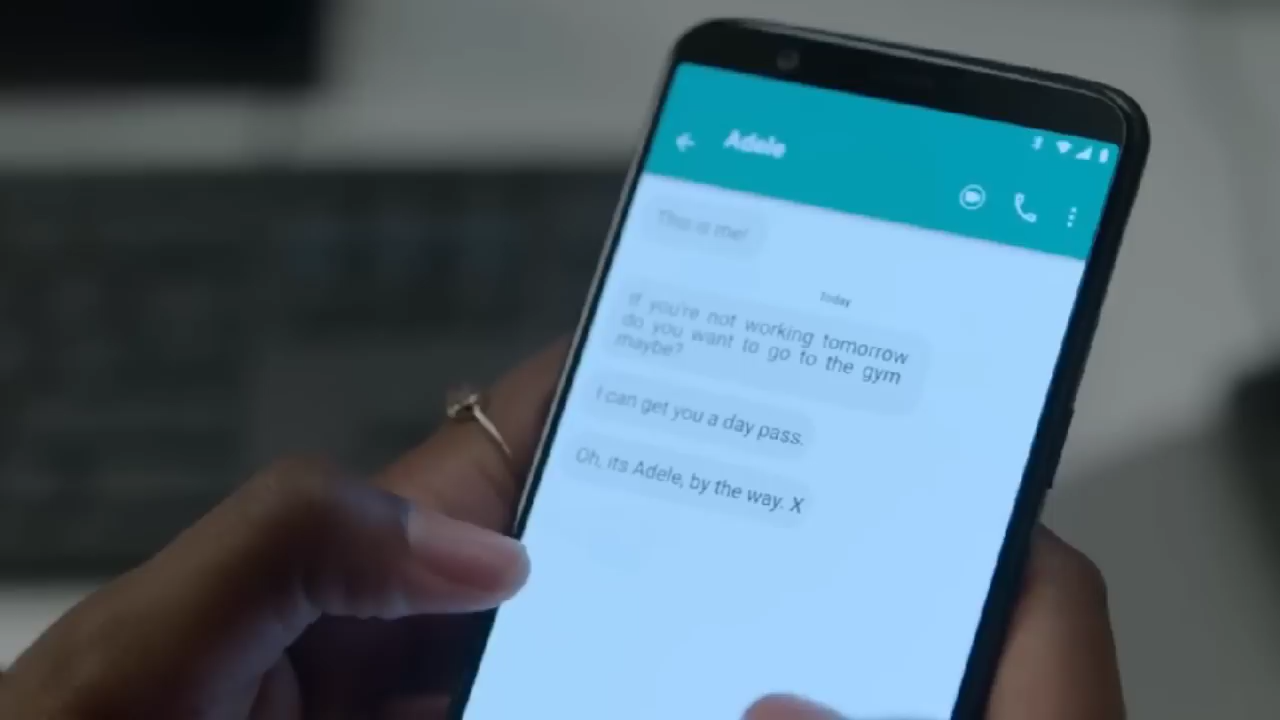 Adele
This is me!
Today
If you're not working tomorrow
do you want to go to the gym
maybe?
I can get you a day pass.
Oh, its Adele, by the way. X